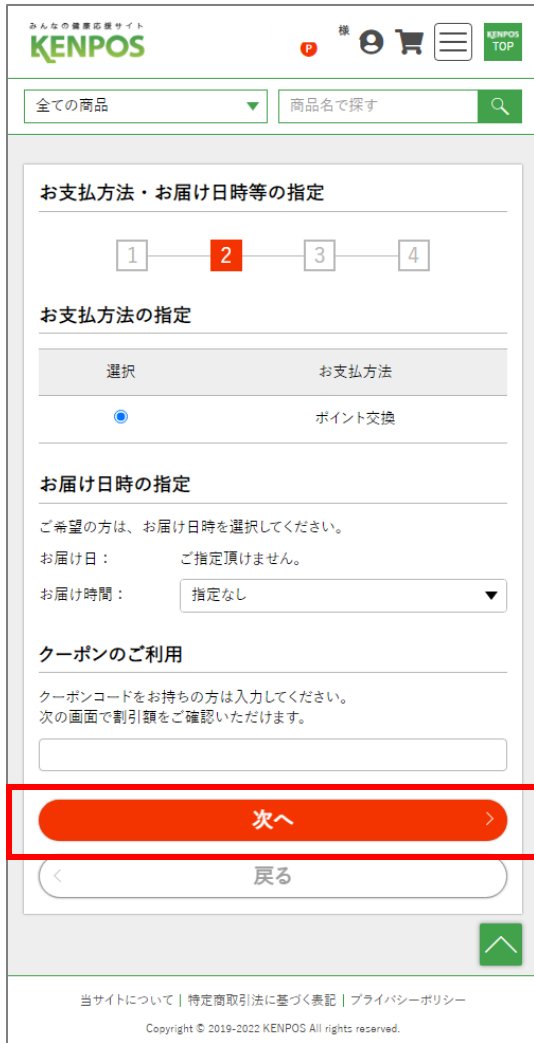 みんなの健康応援サイト
KENPOS
P
様
KENPOS
TOP
全ての商品
商品名で探す
お支払方法・お届け日時等の指定
1 2 3 4
お支払方法の指定
選択 お支払方法
ポイント交換
お届け日時の指定
ご希望の方は、お届け日時を選択してください。
お届け日： ご指定頂けません。
お届け時間： 指定なし
クーポンのご利用
クーポンコードをお持ちの方は入力してください。
次の画面で割引額をご確認いただけます。
次へ
戻る
当サイトについて | 特定商取引法に基づく表記 | プライバシーポリシー
Copyright © 2019-2022 KENPOS All rights reserved.